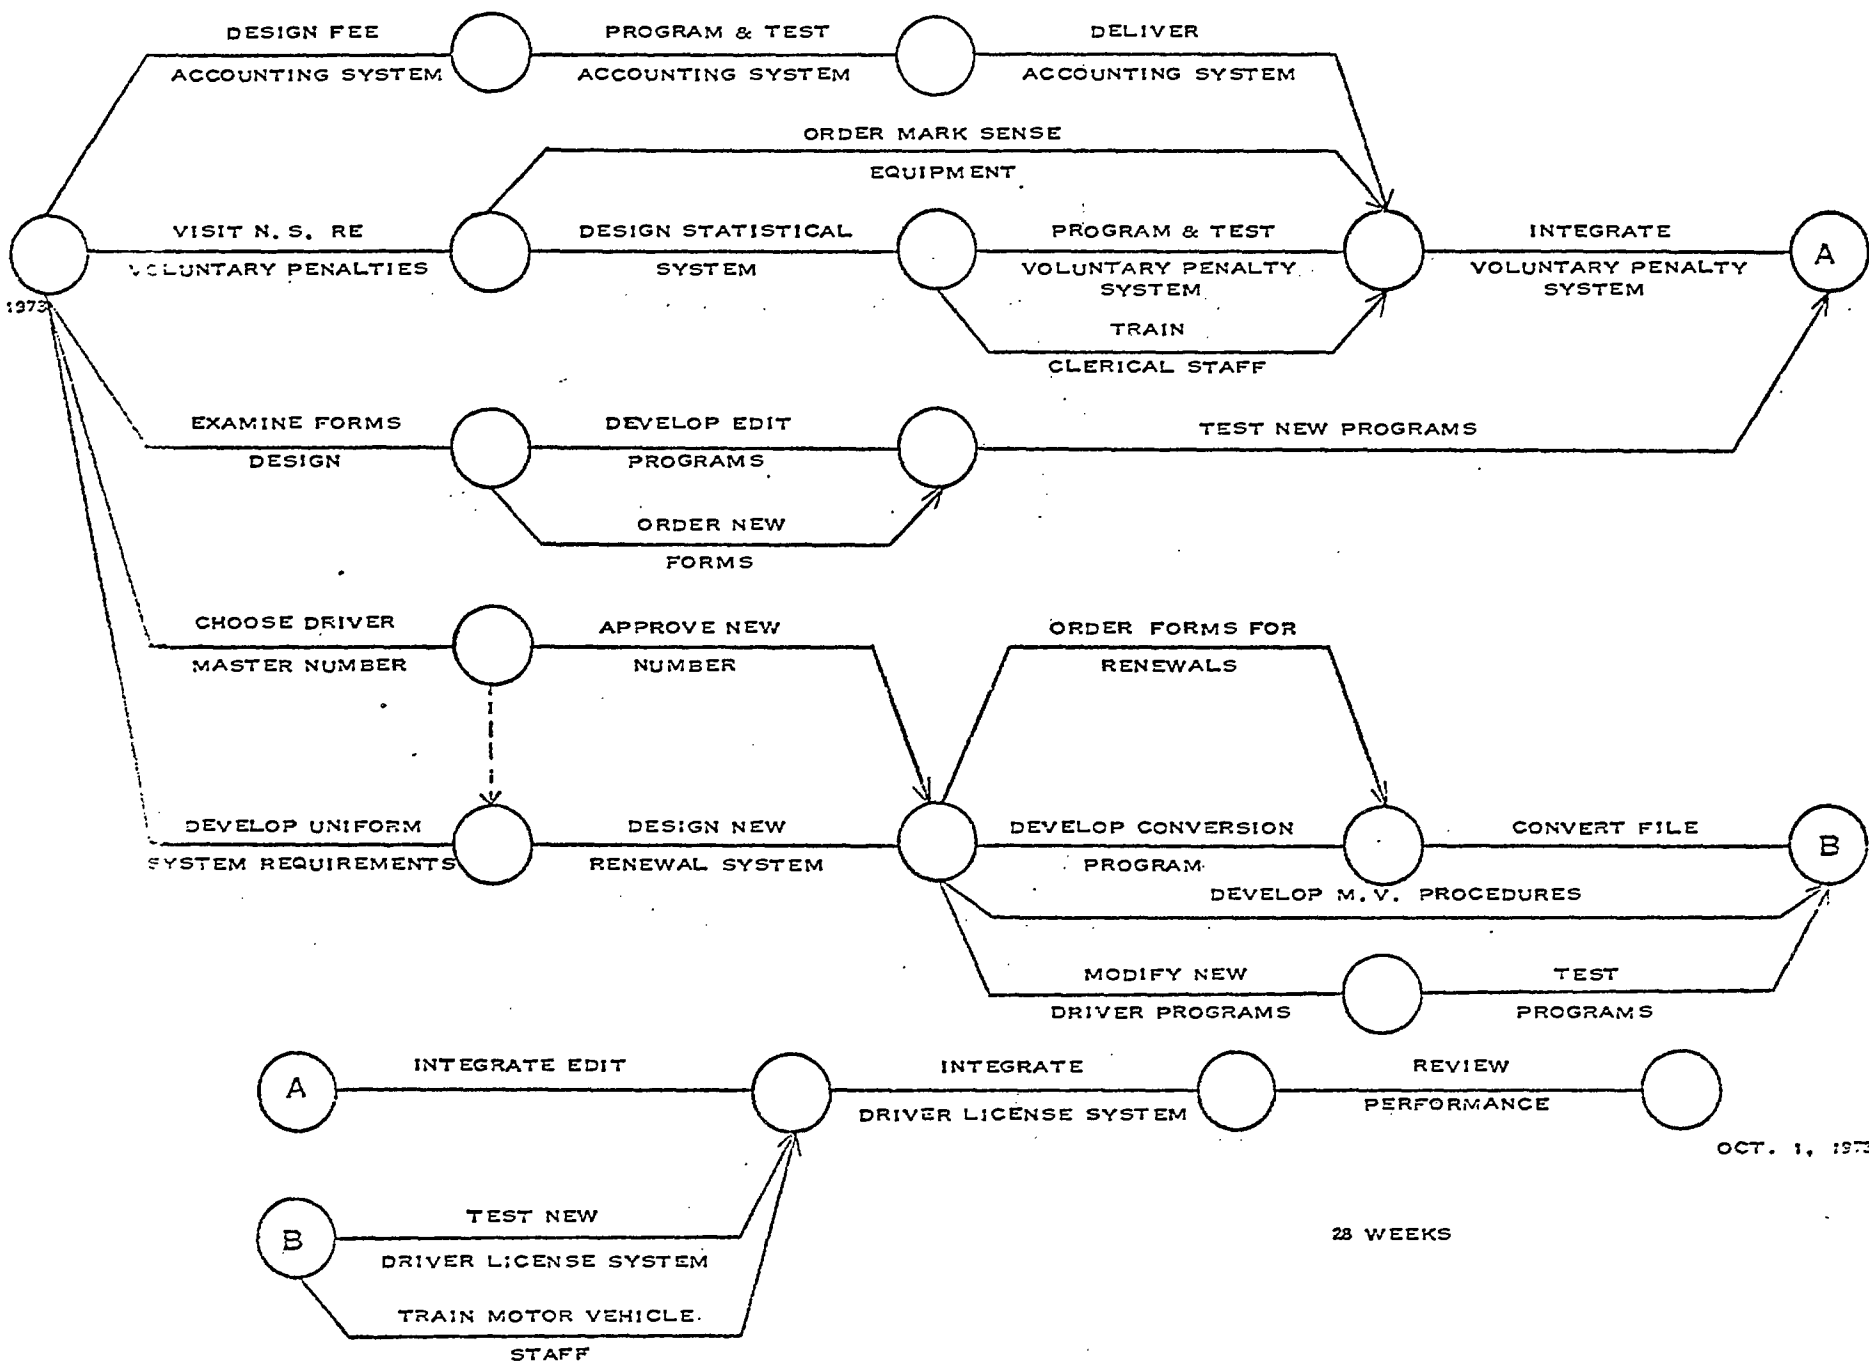 DESIGN FEE
ACCOUNTING SYSTEM
PROGRAM & TEST
ACCOUNTING SYSTEM
DELIVER
ACCOUNTING SYSTEM
ORDER MARK SENSE
EQUIPMENT
VISIT N. S. RE
VOLUNTARY PENALTIES
DESIGN STATISTICAL
SYSTEM
PROGRAM & TEST
VOLUNTARY PENALTY
SYSTEM
INTEGRATE
VOLUNTARY PENALTY
SYSTEM
A
1973
TRAIN
CLERICAL STAFF
EXAMINE FORMS
DESIGN
DEVELOP EDIT
PROGRAMS
TEST NEW PROGRAMS
ORDER NEW
FORMS
CHOOSE DRIVER
MASTER NUMBER
APPROVE NEW
NUMBER
ORDER FORMS FOR
RENEWALS
DEVELOP UNIFORM
SYSTEM REQUIREMENTS
DESIGN NEW
RENEWAL SYSTEM
DEVELOP CONVERSION
PROGRAM
CONVERT FILE
B
DEVELOP M.V. PROCEDURES
MODIFY NEW
DRIVER PROGRAMS
TEST
PROGRAMS
A
INTEGRATE EDIT
INTEGRATE
DRIVER LICENSE SYSTEM
REVIEW
PERFORMANCE
OCT. 1, 1973
B
TEST NEW
DRIVER LICENSE SYSTEM
28 WEEKS
TRAIN MOTOR VEHICLE
STAFF